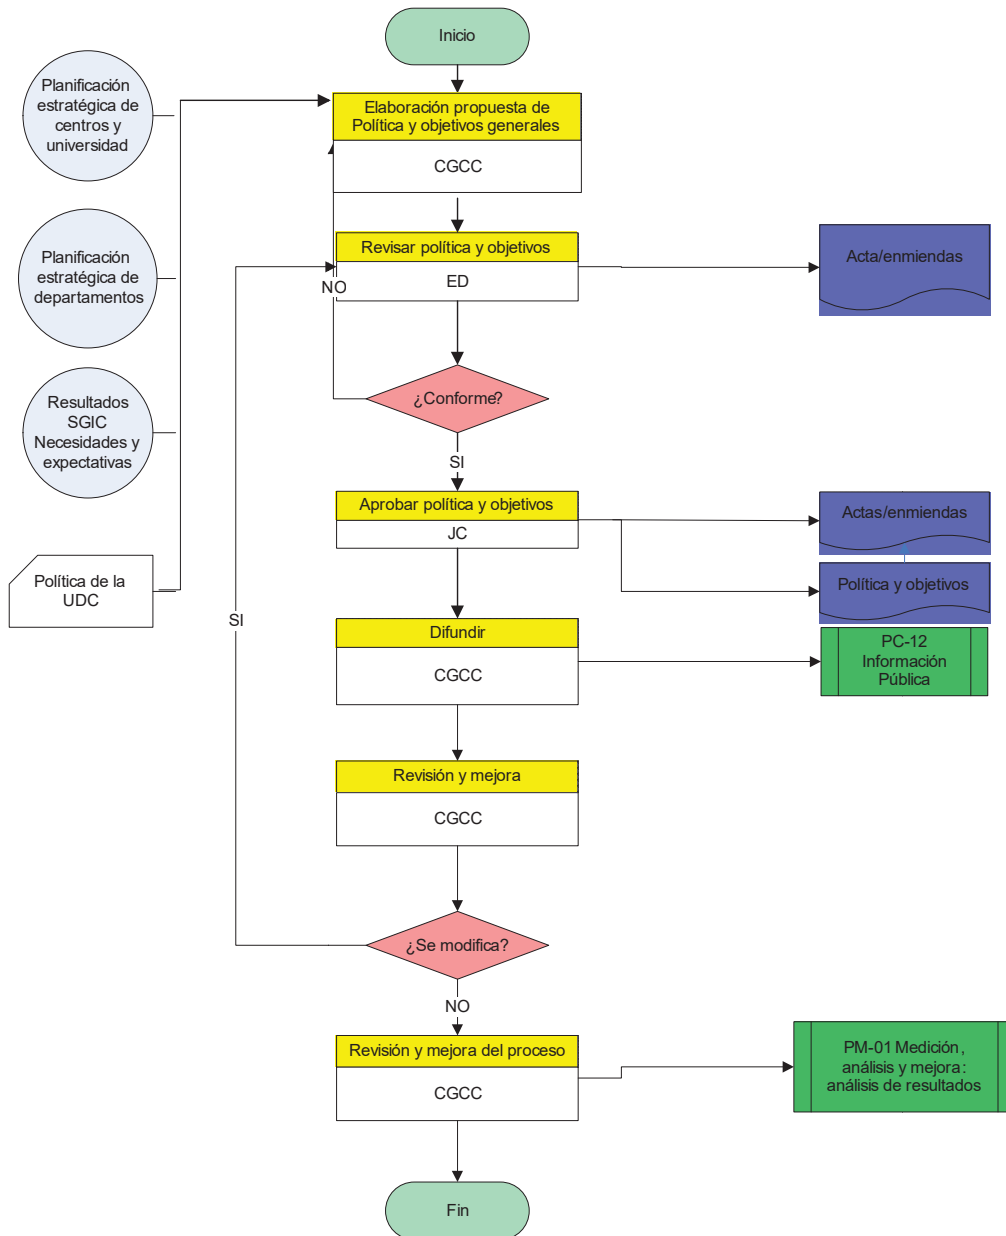 Inicio
Planificación
estratégica de
centros y
universidad
Elaboración propuesta de
Política y objetivos generales
CGCC
Planificación
estratégica de
departamentos
Revisar política y objetivos
ED
NO
Acta/enmiendas
Resultados
SGIC
Necesidades y
expectativas
¿Conforme?
SI
Aprobar política y objetivos
JC
Actas/enmiendas
Política de la
UDC
Política y objetivos
SI
Difundir
CGCC
PC-12
Información
Pública
Revisión y mejora
CGCC
¿Se modifica?
NO
Revisión y mejora del proceso
CGCC
PM-01 Medición,
análisis y mejora:
análisis de resultados
Fin